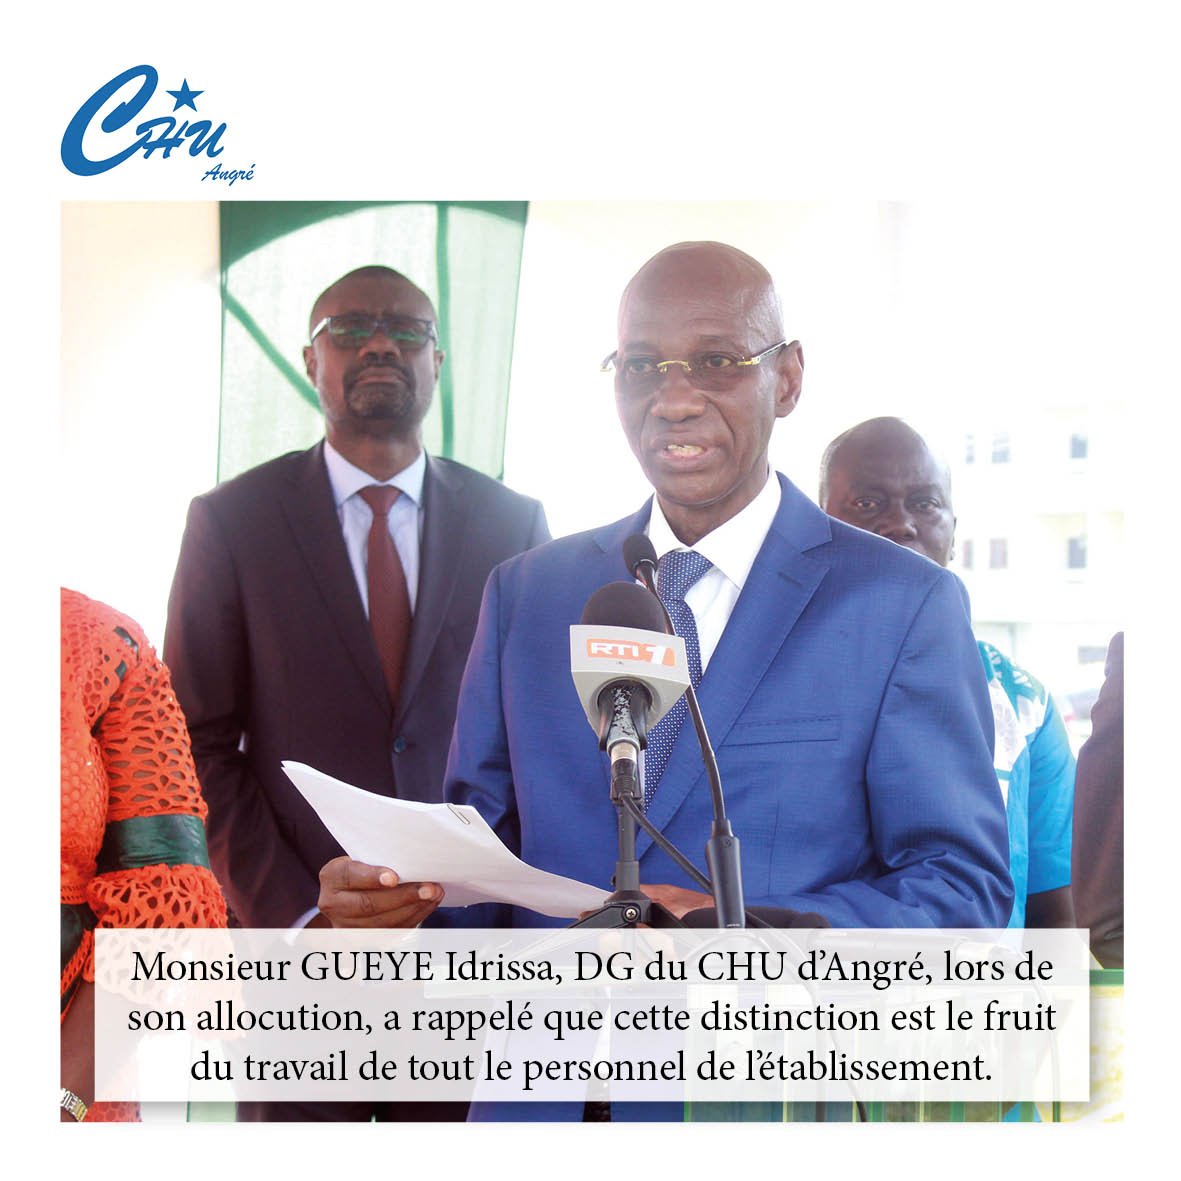 CHU
Angré
RTI 1
Monsieur GUEYE Idrissa, DG du CHU d’Angré, lors de
son allocution, a rappelé que cette distinction est le fruit
du travail de tout le personnel de l’établissement.